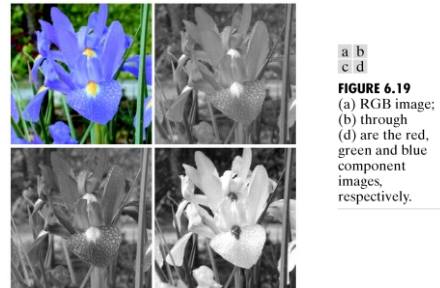 a b
c d
FIGURE 6.19
(a) RGB image;
(b) through
(d) are the red,
green and blue
component
images,
respectively.